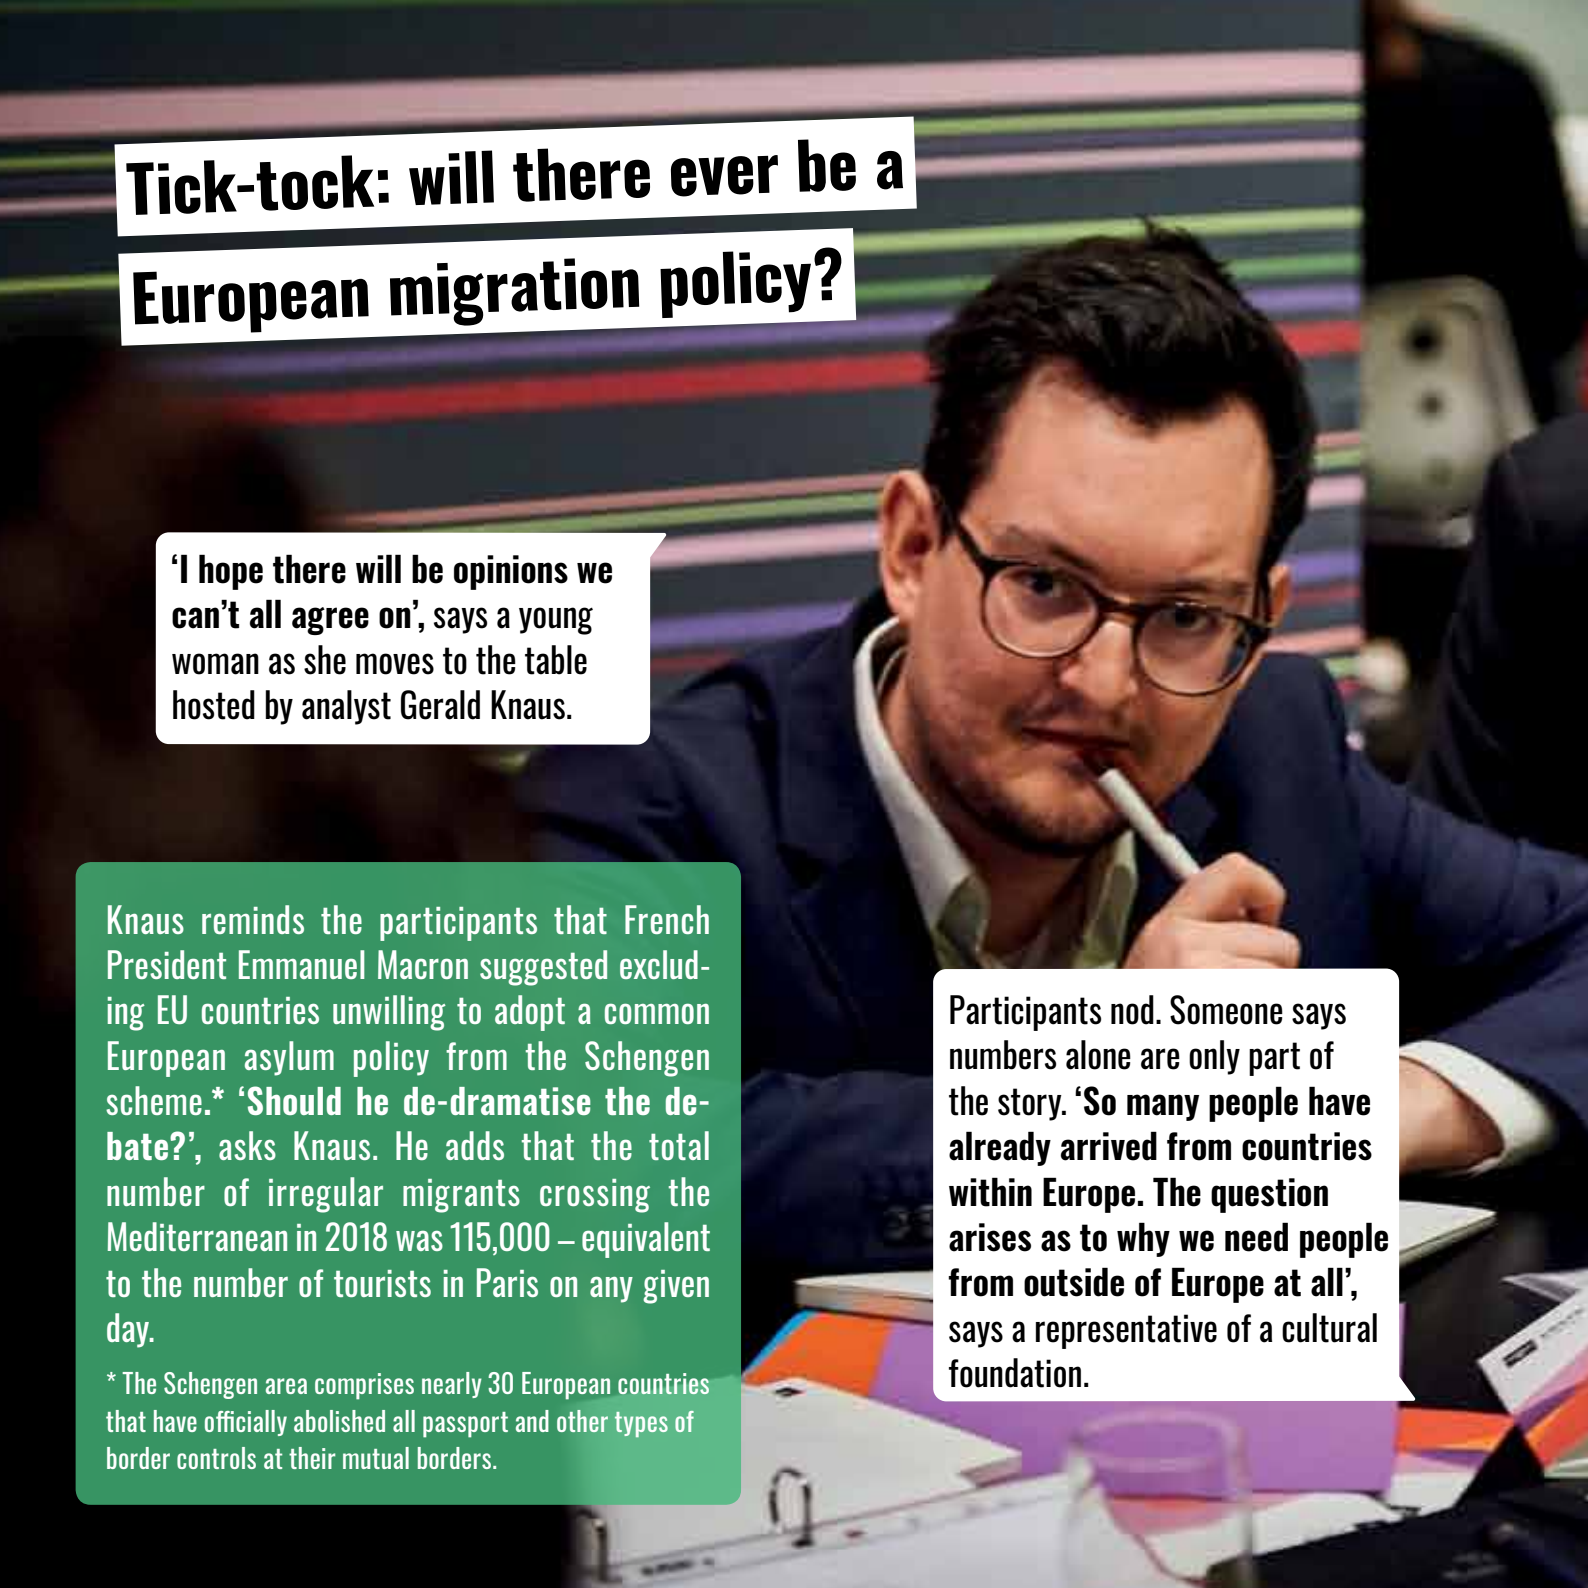 Tick-tock: will there ever be a
European migration policy?
‘I hope there will be opinions we
can’t all agree on’, says a young
woman as she moves to the table
hosted by analyst Gerald Knaus.
Knaus reminds the participants that French
President Emmanuel Macron suggested exclud-
ing EU countries unwilling to adopt a common
European asylum policy from the Schengen
scheme.* ‘Should he de-dramatise the de-
bate?’, asks Knaus. He adds that the total
number of irregular migrants crossing the
Mediterranean in 2018 was 115,000 – equivalent
to the number of tourists in Paris on any given
day.
* The Schengen area comprises nearly 30 European countries
that have officially abolished all passport and other types of
border controls at their mutual borders.
Participants nod. Someone says
numbers alone are only part of
the story. ‘So many people have
already arrived from countries
within Europe. The question
arises as to why we need people
from outside of Europe at all’,
says a representative of a cultural
foundation.